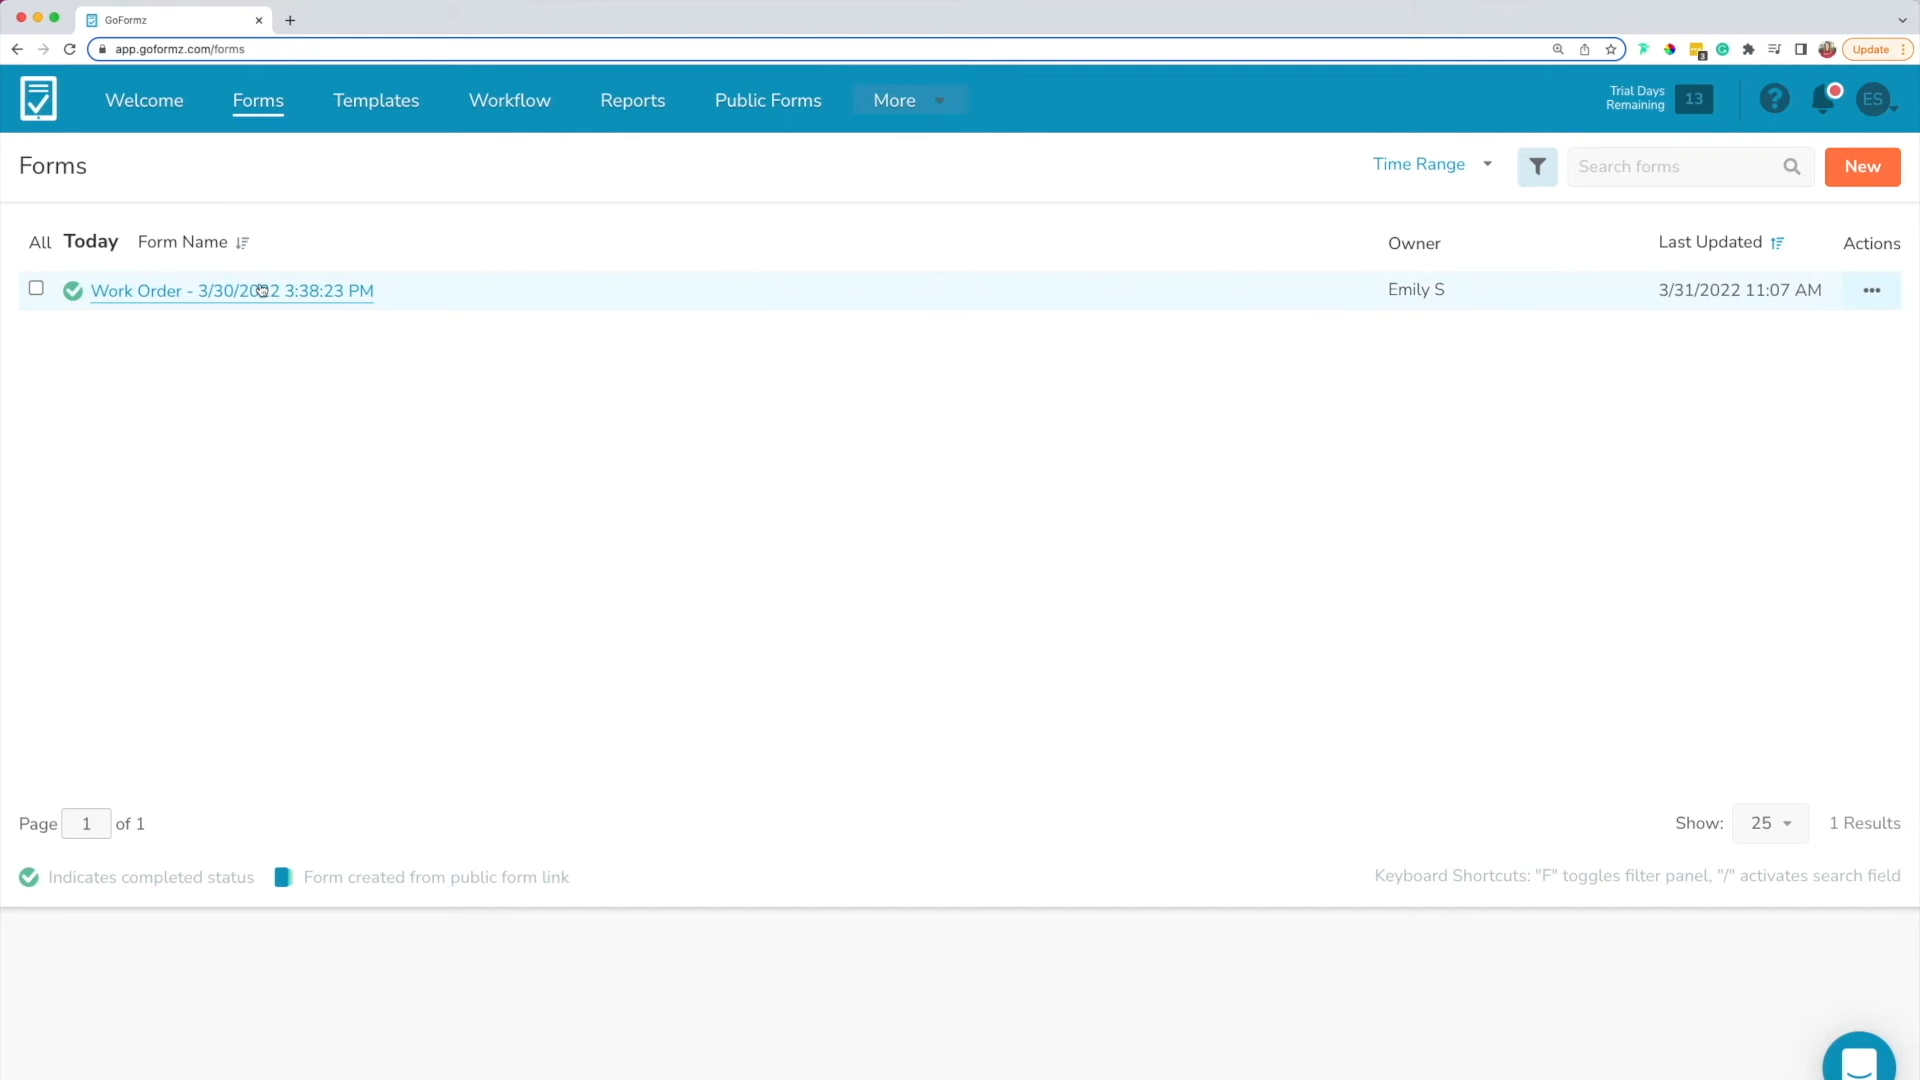 GoFormz
app.goformz.com/forms
3
Update
Welcome
Forms
Templates
Workflow
Reports
Public Forms
More
Trial Days
Remaining
13
?
ES
Forms
Time Range
Search forms
New
All Today Form Name
Owner
Last Updated
Actions
Work Order - 3/30/2022 3:38:23 PM
Emily S
3/31/2022 11:07 AM
Page 1 of 1
Show: 25
1 Results
Indicates completed status
Form created from public form link
Keyboard Shortcuts: "F" toggles filter panel, "/" activates search field